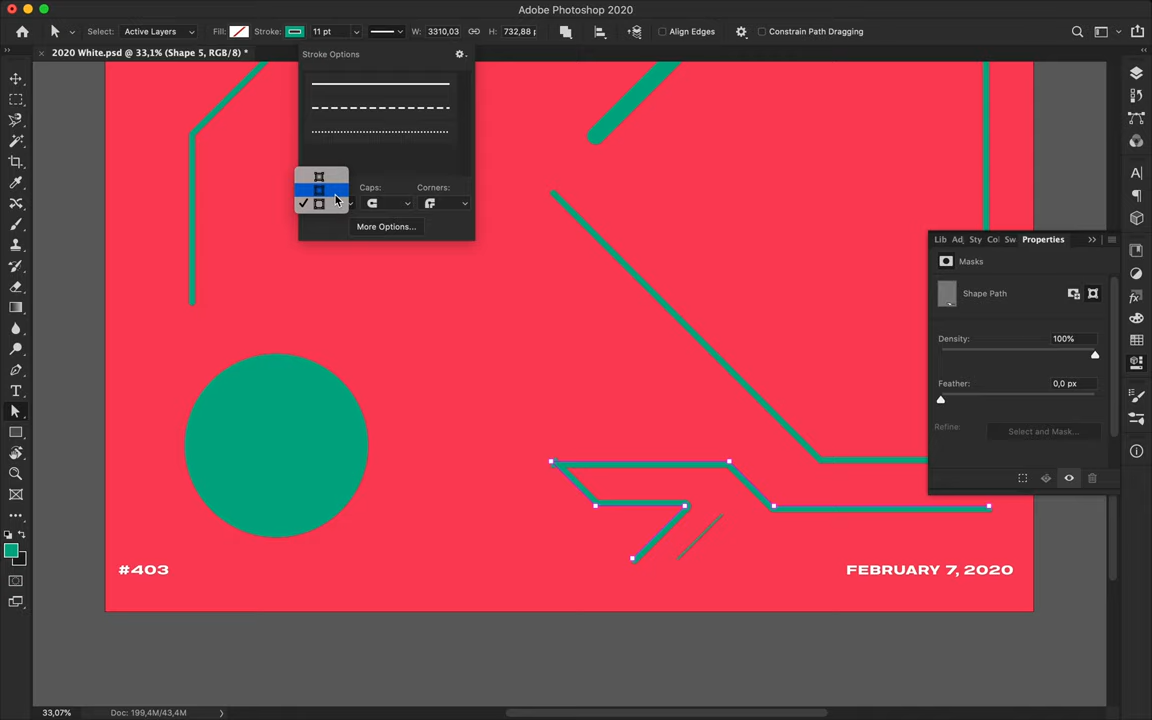 Adobe Photoshop 2020
Select: Active Layers Fill: Stroke: 11 pt W: 3310,03 H: 732,88 p Align Edges Constrain Path Dragging
2020 White.psd @ 33,1% (Shape 5, RGB/8) *
Stroke Options
Caps: Corners:
More Options...
Lib Ad Sty Co Sw Properties
Masks
Shape Path
Density: 100%
Feather: 0,0 px
Refine: Select and Mask...
#403
FEBRUARY 7, 2020
33,07% Doc: 199,4M/43,4M